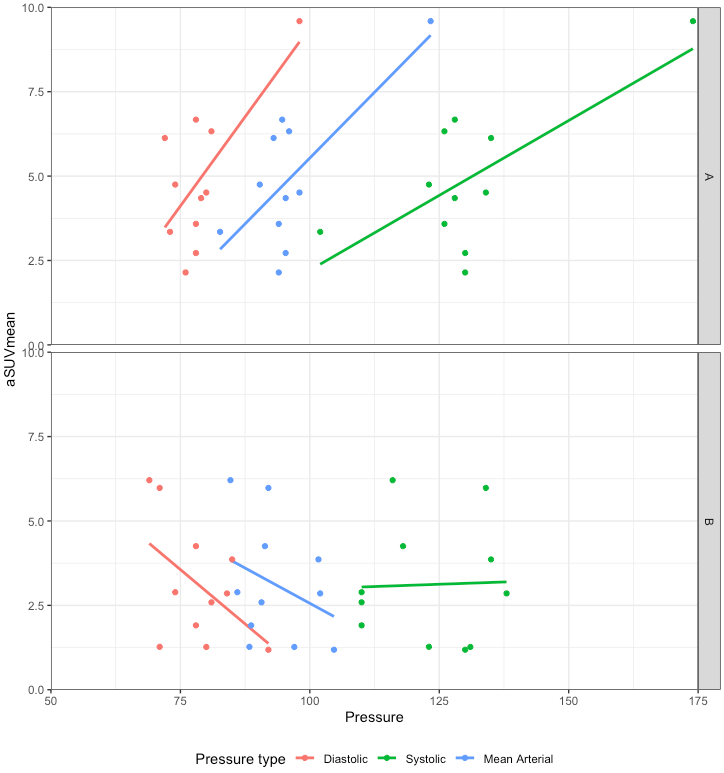 10.0
7.5
5.0
2.5
0.0
A
aSUVmean
10.0
7.5
5.0
2.5
0.0
B
50 75 100 125 150 175
Pressure
Pressure type Diastolic Systolic Mean Arterial